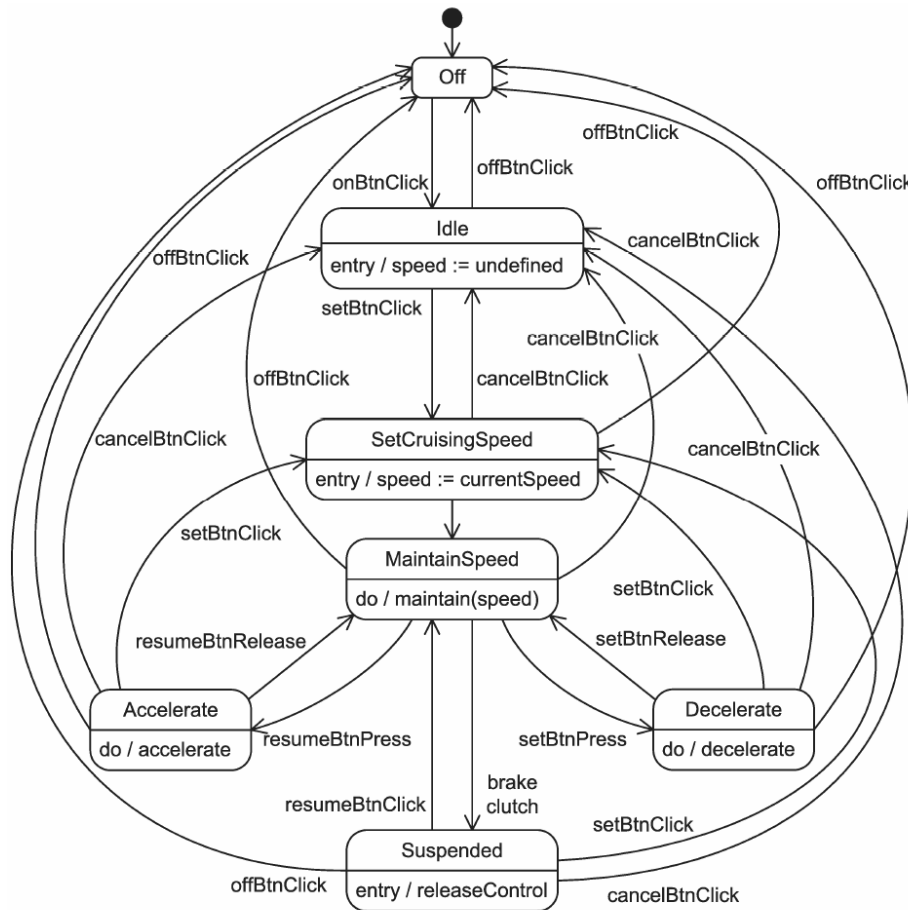 Off
offBtnClick
onBtnClick
offBtnClick
offBtnClick
Idle
cancelBtnClick
offBtnClick
entry / speed := undefined
setBtnClick
cancelBtnClick
offBtnClick
cancelBtnClick
SetCruisingSpeed
cancelBtnClick
cancelBtnClick
entry / speed := currentSpeed
setBtnClick
MaintainSpeed
setBtnClick
do / maintain(speed)
resumeBtnRelease
setBtnRelease
Accelerate
Decelerate
resumeBtnPress
setBtnPress
do / accelerate
do / decelerate
brake
clutch
resumeBtnClick
setBtnClick
Suspended
offBtnClick
entry / releaseControl
cancelBtnClick